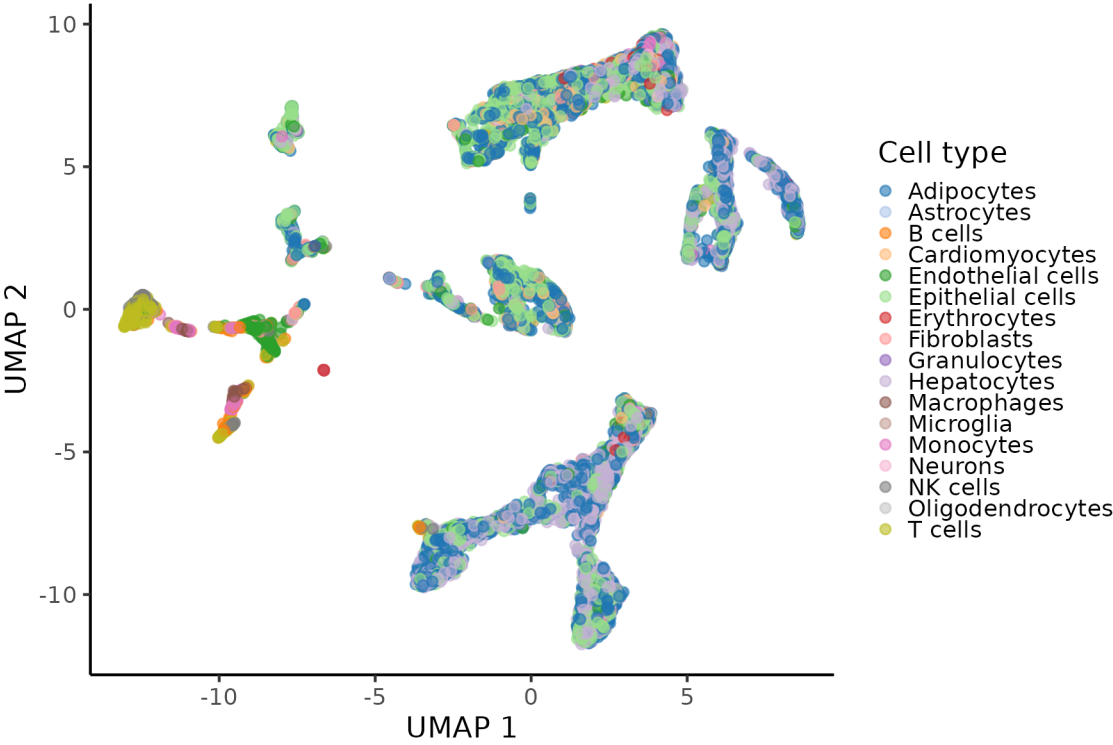 10
5
0
-5
-10
UMAP 2
-10
-5
0
5
UMAP 1
Cell type
Adipocytes
Astrocytes
B cells
Cardiomyocytes
Endothelial cells
Epithelial cells
Erythrocytes
Fibroblasts
Granulocytes
Hepatocytes
Macrophages
Microglia
Monocytes
Neurons
NK cells
Oligodendrocytes
T cells